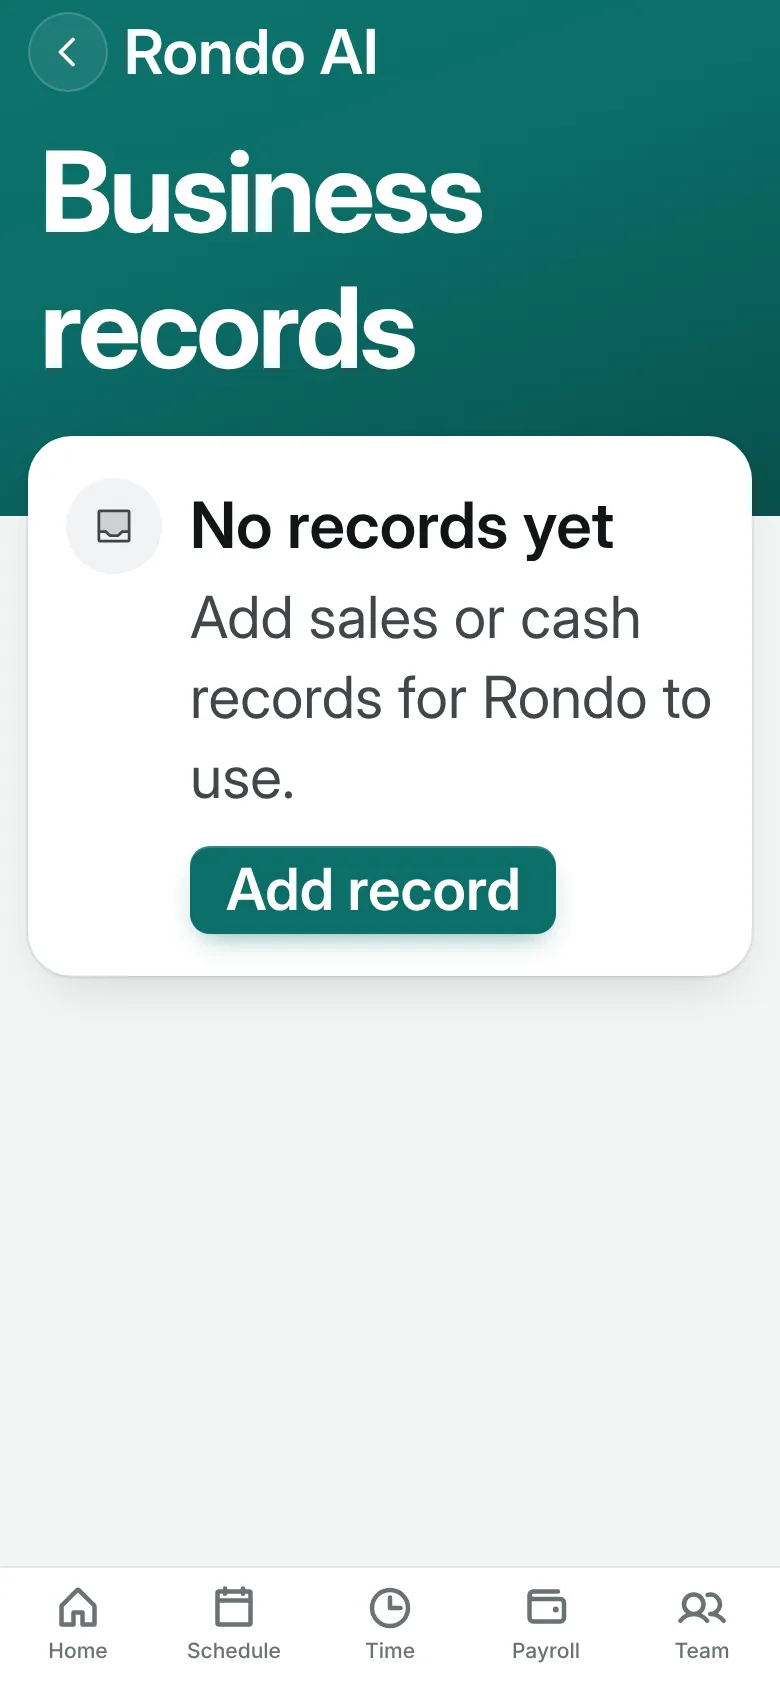 Rondo AI
Business
records
No records yet
Add sales or cash
records for Rondo to
use.
Add record
Home
Schedule
Time
Payroll
Team